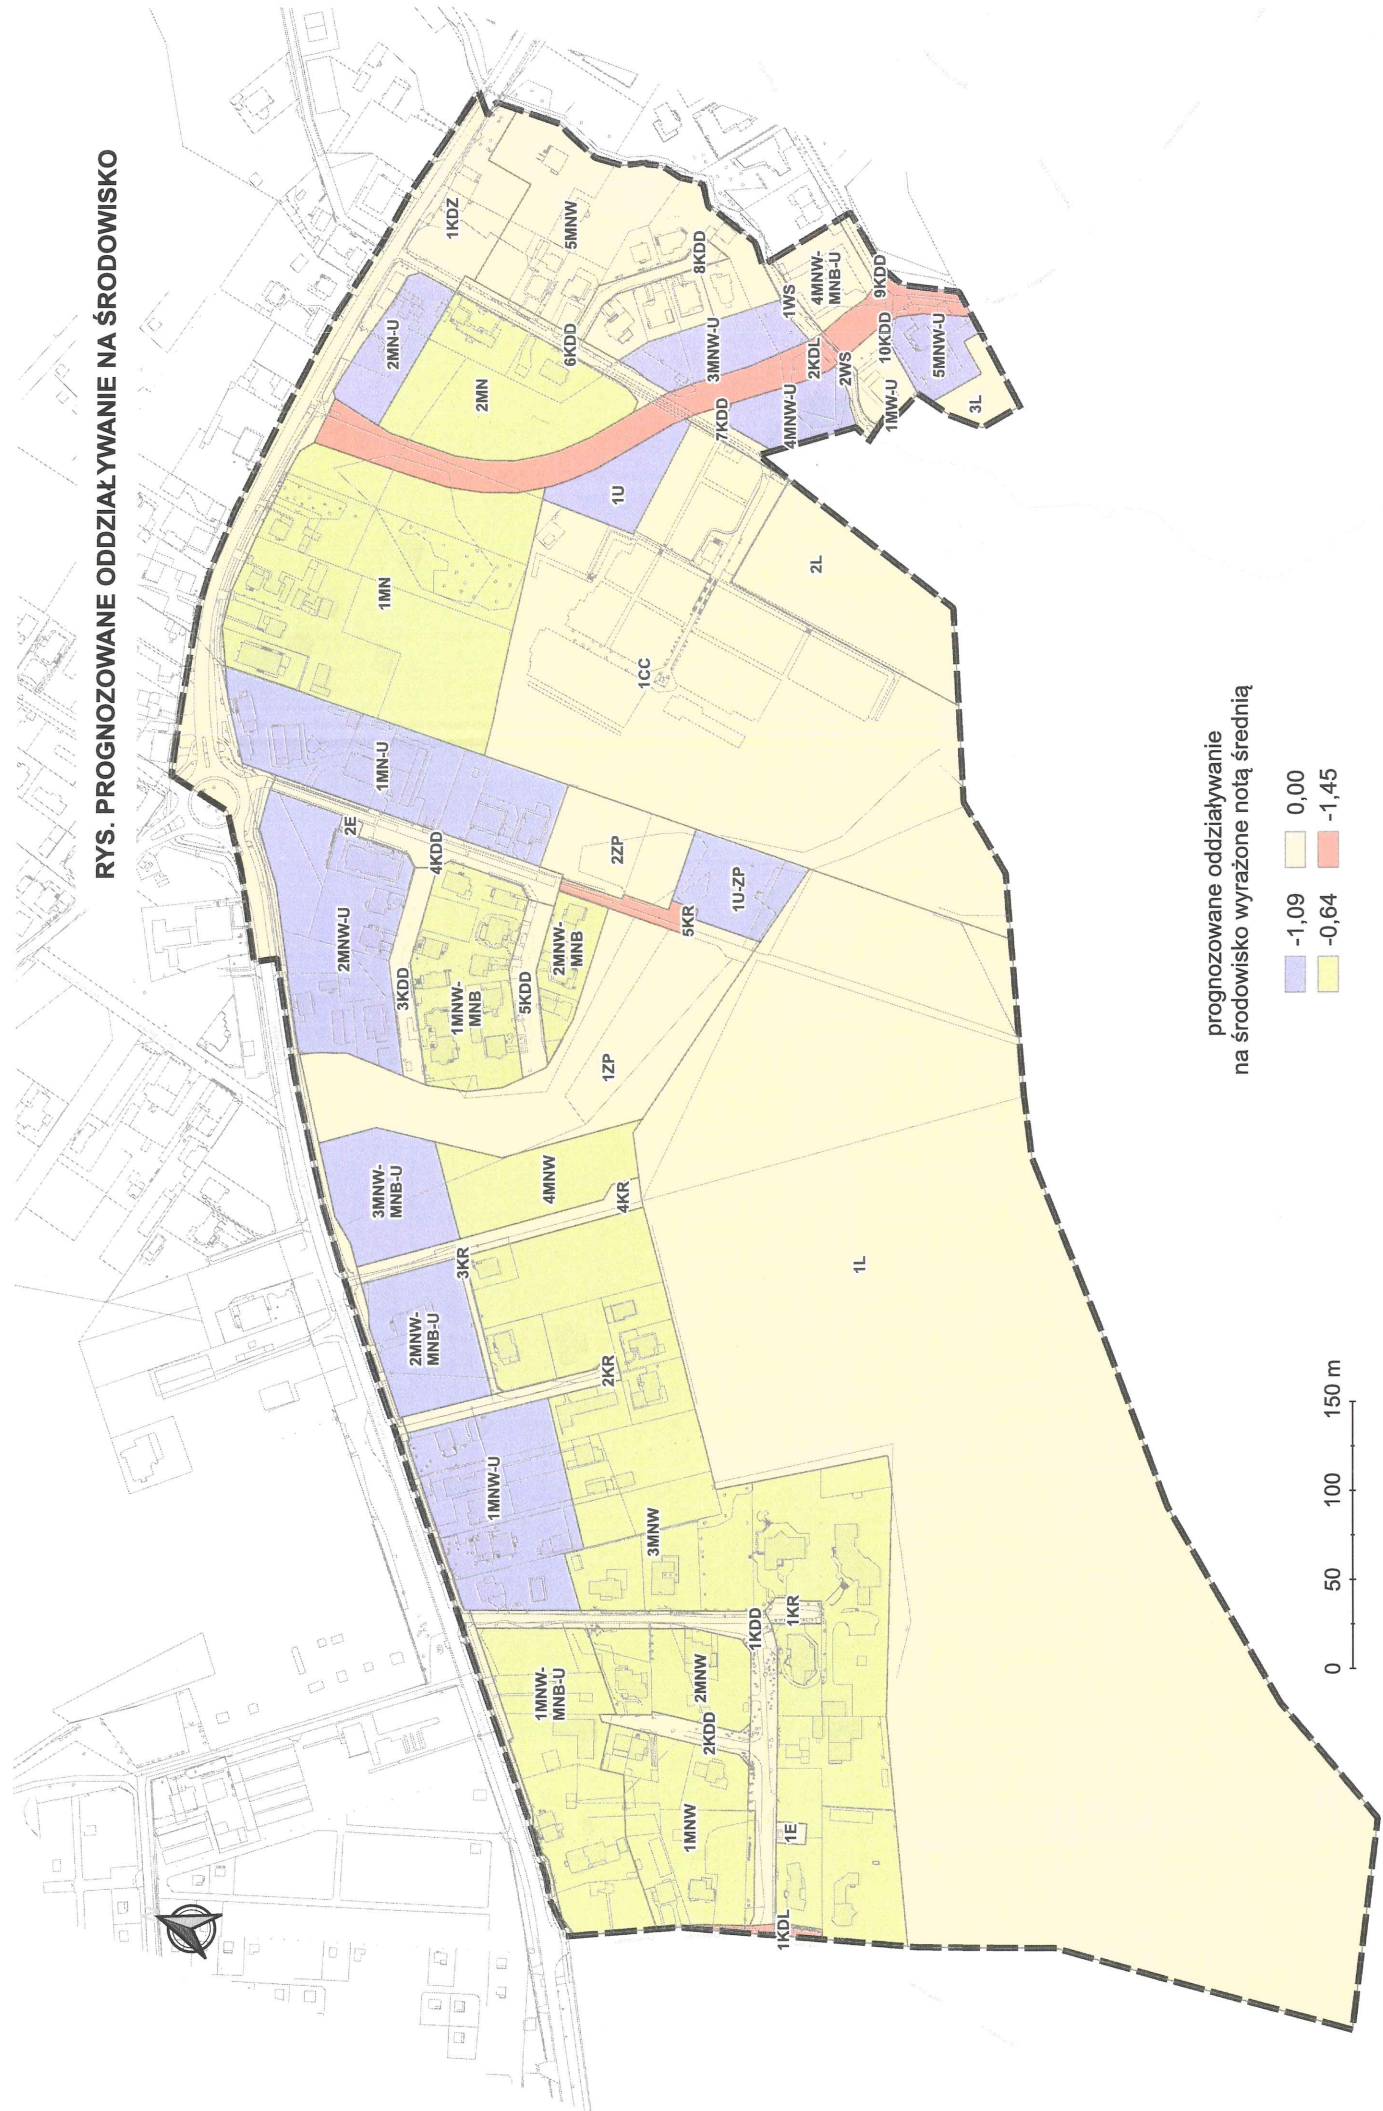 RYS. PROGNOZOWANE ODDZIAŁYWANIE NA ŚRODOWISKO
1KDZ
5MNW
8KDD
1WS
4MNW-
MNB-U
9KDD
2MN-U
6KDD
3MNW-U
2KDL
2WS
10KDD
5MNW-U
2MN
7KDD
4MNW-U
1MW-U
3L
1U
2L
1MN
1CC
1MN-U
2E
4KDD
2ZP
1U-ZP
5KR
2MNW-U
3KDD
1MNW-
MNB
5KDD
2MNW-
MNB
1ZP
3MNW-
MNB-U
4MNW
4KR
3KR
1L
2MNW-
MNB-U
2KR
1MNW-U
3MNW
1KDD
1KR
1MNW-
MNB-U
2MNW
2KDD
1MNW
1E
1KDL
prognozowane oddziaływanie
na środowisko wyrażone notą średnią
-1,09
0,00
-0,64
-1,45
0
50
100
150 m